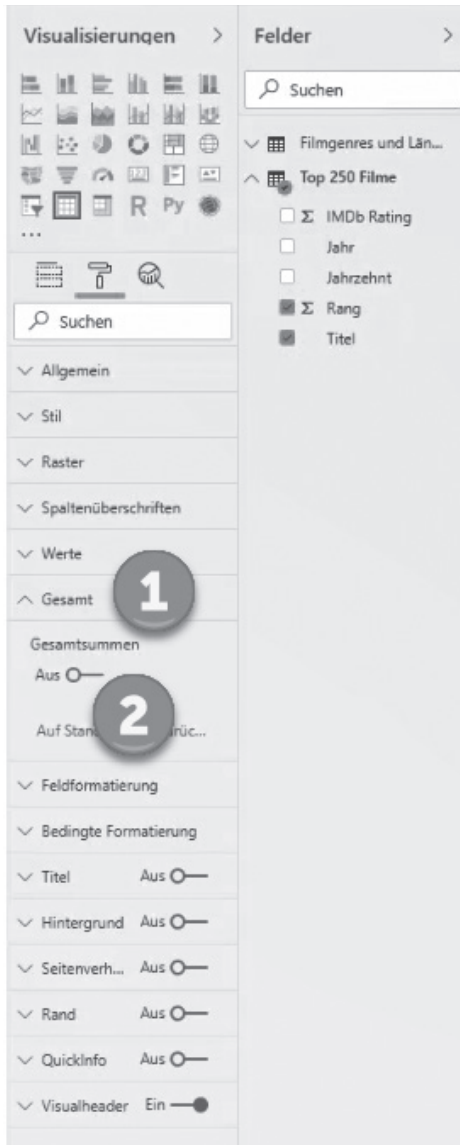 Visualisierungen
R Py
...
Suchen
Allgemein
Stil
Raster
Spaltenüberschriften
Werte
Gesamt 1
Gesamtsummen
Aus
2
Auf
Feldformatierung
Bedingte Formatierung
Titel Aus
Hintergrund Aus
Seitenverh... Aus
Rand Aus
QuickInfo Aus
Visualheader Ein
Felder
Suchen
Filmgenres und Län...
Top 250 Filme
Σ IMDb Rating
Jahr
Jahrzehnt
Σ Rang
Titel